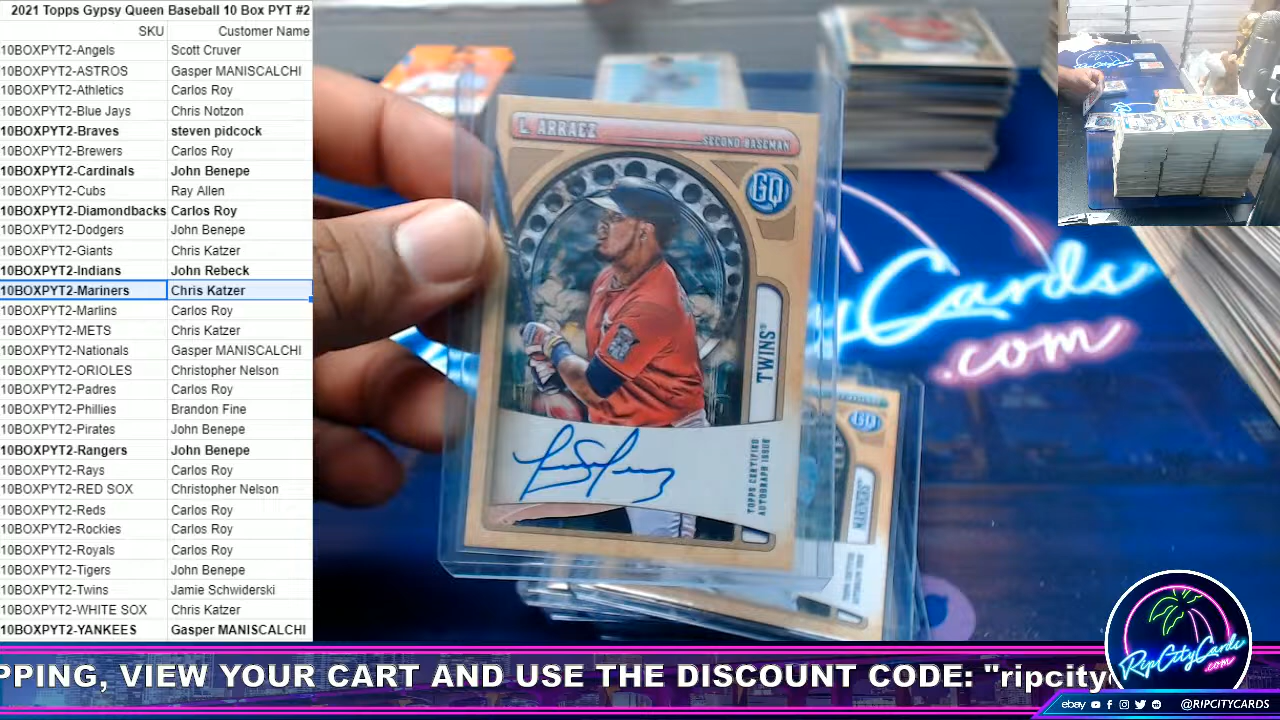 2021 Topps Gypsy Queen Baseball 10 Box PYT #2
SKU Customer Name
10BOXPYT2-Angels Scott Cruver
10BOXPYT2-ASTROS Gasper MANISCALCHI
10BOXPYT2-Athletics Carlos Roy
10BOXPYT2-Blue Jays Chris Notzon
10BOXPYT2-Braves steven pidcock
10BOXPYT2-Brewers Carlos Roy
10BOXPYT2-Cardinals John Benepe
10BOXPYT2-Cubs Ray Allen
10BOXPYT2-Diamondbacks Carlos Roy
10BOXPYT2-Dodgers John Benepe
10BOXPYT2-Giants Chris Katzer
10BOXPYT2-Indians John Rebeck
10BOXPYT2-Mariners Chris Katzer
10BOXPYT2-Marlins Carlos Roy
10BOXPYT2-METS Chris Katzer
10BOXPYT2-Nationals Gasper MANISCALCHI
10BOXPYT2-ORIOLES Christopher Nelson
10BOXPYT2-Padres Carlos Roy
10BOXPYT2-Phillies Brandon Fine
10BOXPYT2-Pirates John Benepe
10BOXPYT2-Rangers John Benepe
10BOXPYT2-Rays Carlos Roy
10BOXPYT2-RED SOX Christopher Nelson
10BOXPYT2-Reds Carlos Roy
10BOXPYT2-Rockies Carlos Roy
10BOXPYT2-Royals Carlos Roy
10BOXPYT2-Tigers John Benepe
10BOXPYT2-Twins Jamie Schwiderski
10BOXPYT2-WHITE SOX Chris Katzer
10BOXPYT2-YANKEES Gasper MANISCALCHI
L. ARRAEZ
SECOND BASEMAN
GQ
TWINS®
TOPPS CERTIFIED
AUTOGRAPH ISSUE
GQ
MARINERS
Cards
.com
PPING, VIEW YOUR CART AND USE THE DISCOUNT CODE: "ripcity
RipCityCards
.com
ebay @RIPCITYCARDS